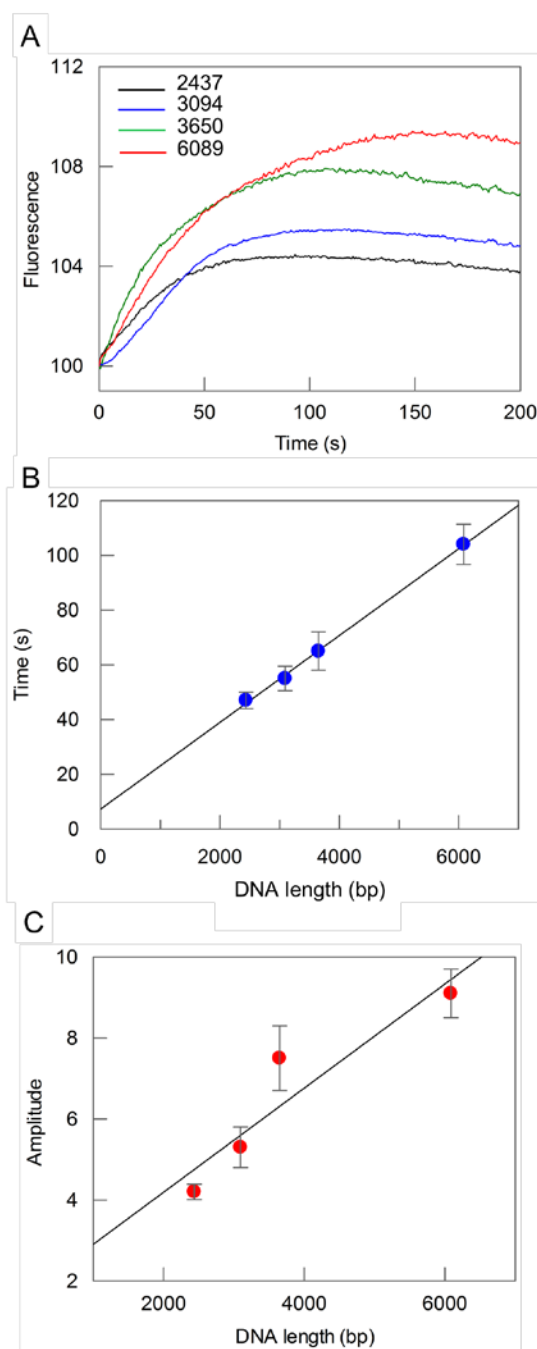 A
112
108
104
100
Fluorescence
2437
3094
3650
6089
0 50 100 150 200
Time (s)
B
120
100
80
60
40
20
0
Time (s)
0 2000 4000 6000
DNA length (bp)
C
10
8
6
4
2
Amplitude
2000 4000 6000
DNA length (bp)